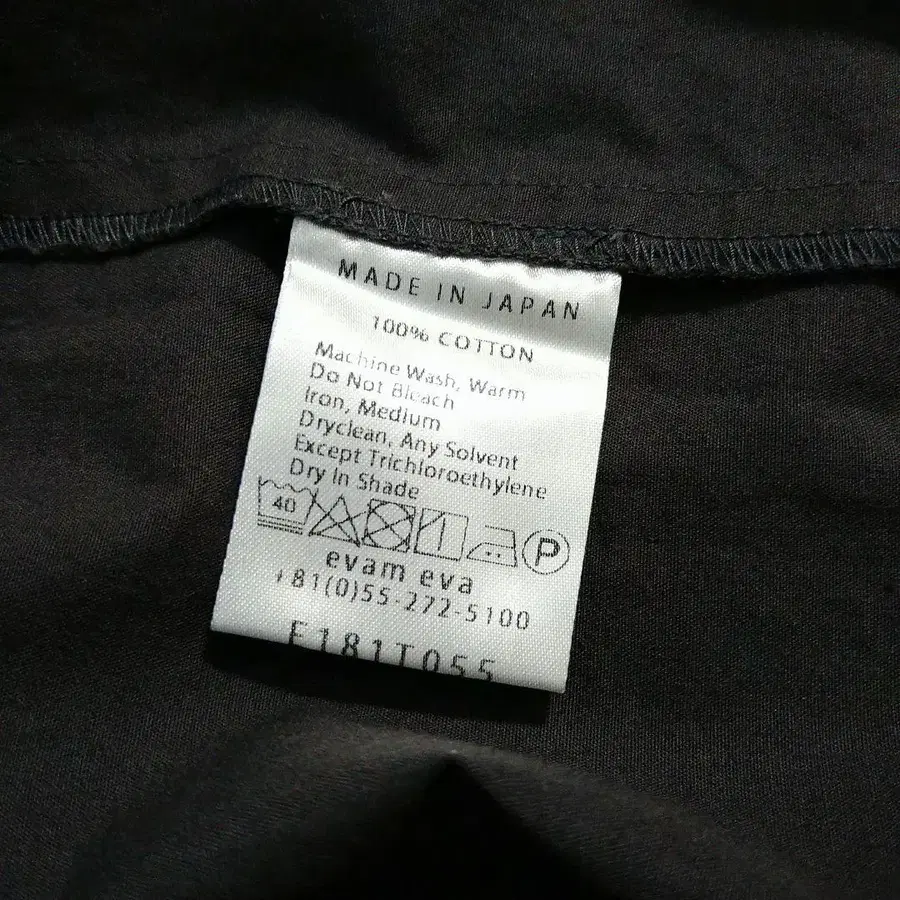 MADE IN JAPAN
100% COTTON
Machine Wash, Warm
Do Not Bleach
Iron, Medium
Dryclean, Any Solvent
Except Trichloroethylene
Dry In Shade
40
P
evam eva
+81(0)55-272-5100
E181T055